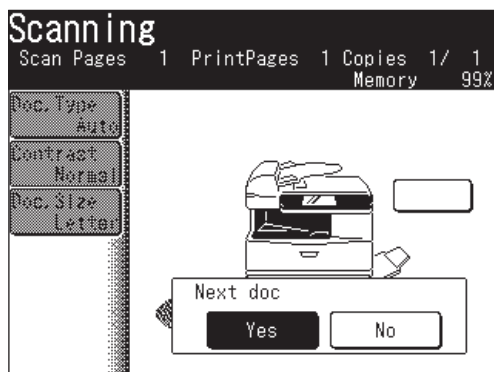 Scanning
Scan Pages 1 PrintPages 1 Copies 1/ 1
Memory 99%
Doc.Type
Auto
Contrast
Normal
Doc.Size
Letter
Next doc
Yes No